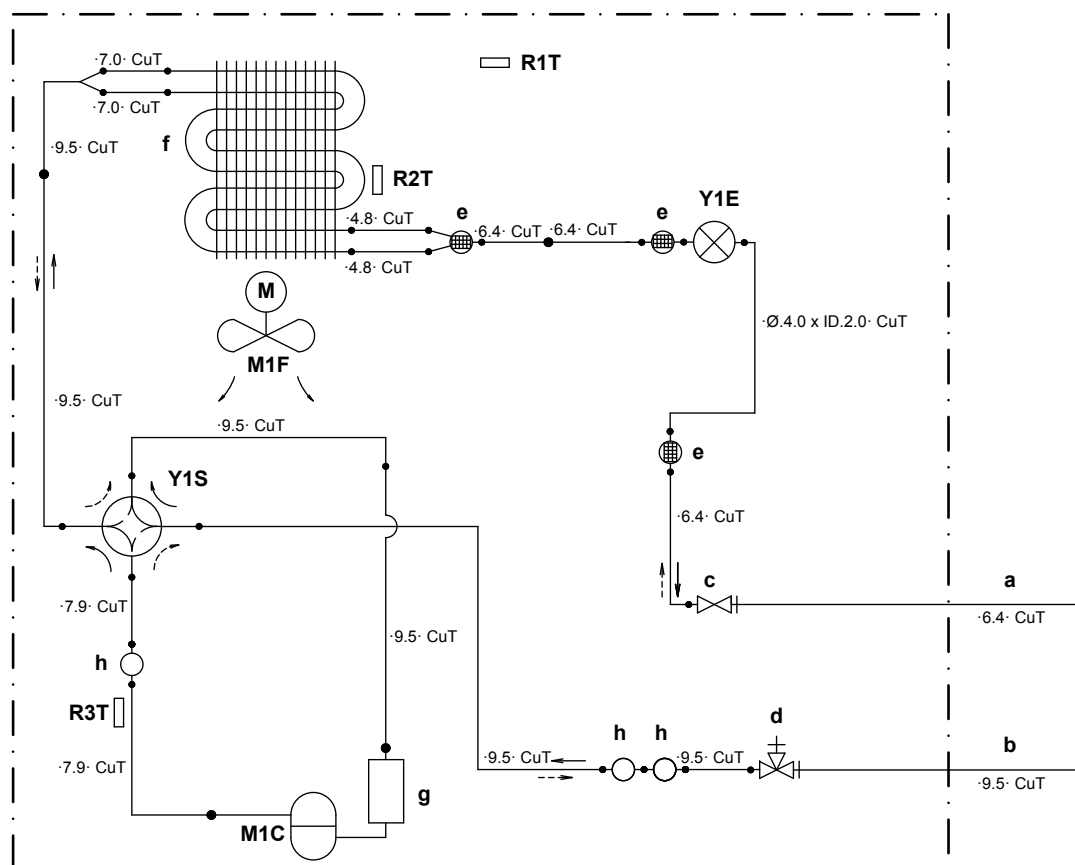 ·7.0· CuT
R1T
·7.0· CuT
f
·9.5· CuT
R2T
Y1E
·4.8· CuT
e
e
·6.4· CuT
·6.4· CuT
·4.8· CuT
M
·Ø.4.0 x ID.2.0· CuT
M1F
·9.5· CuT
·9.5· CuT
e
Y1S
·6.4· CuT
c
a
·7.9· CuT
·6.4· CuT
·9.5· CuT
h
R3T
d
h
h
b
·9.5· CuT
·9.5· CuT
·7.9· CuT
·9.5· CuT
g
M1C